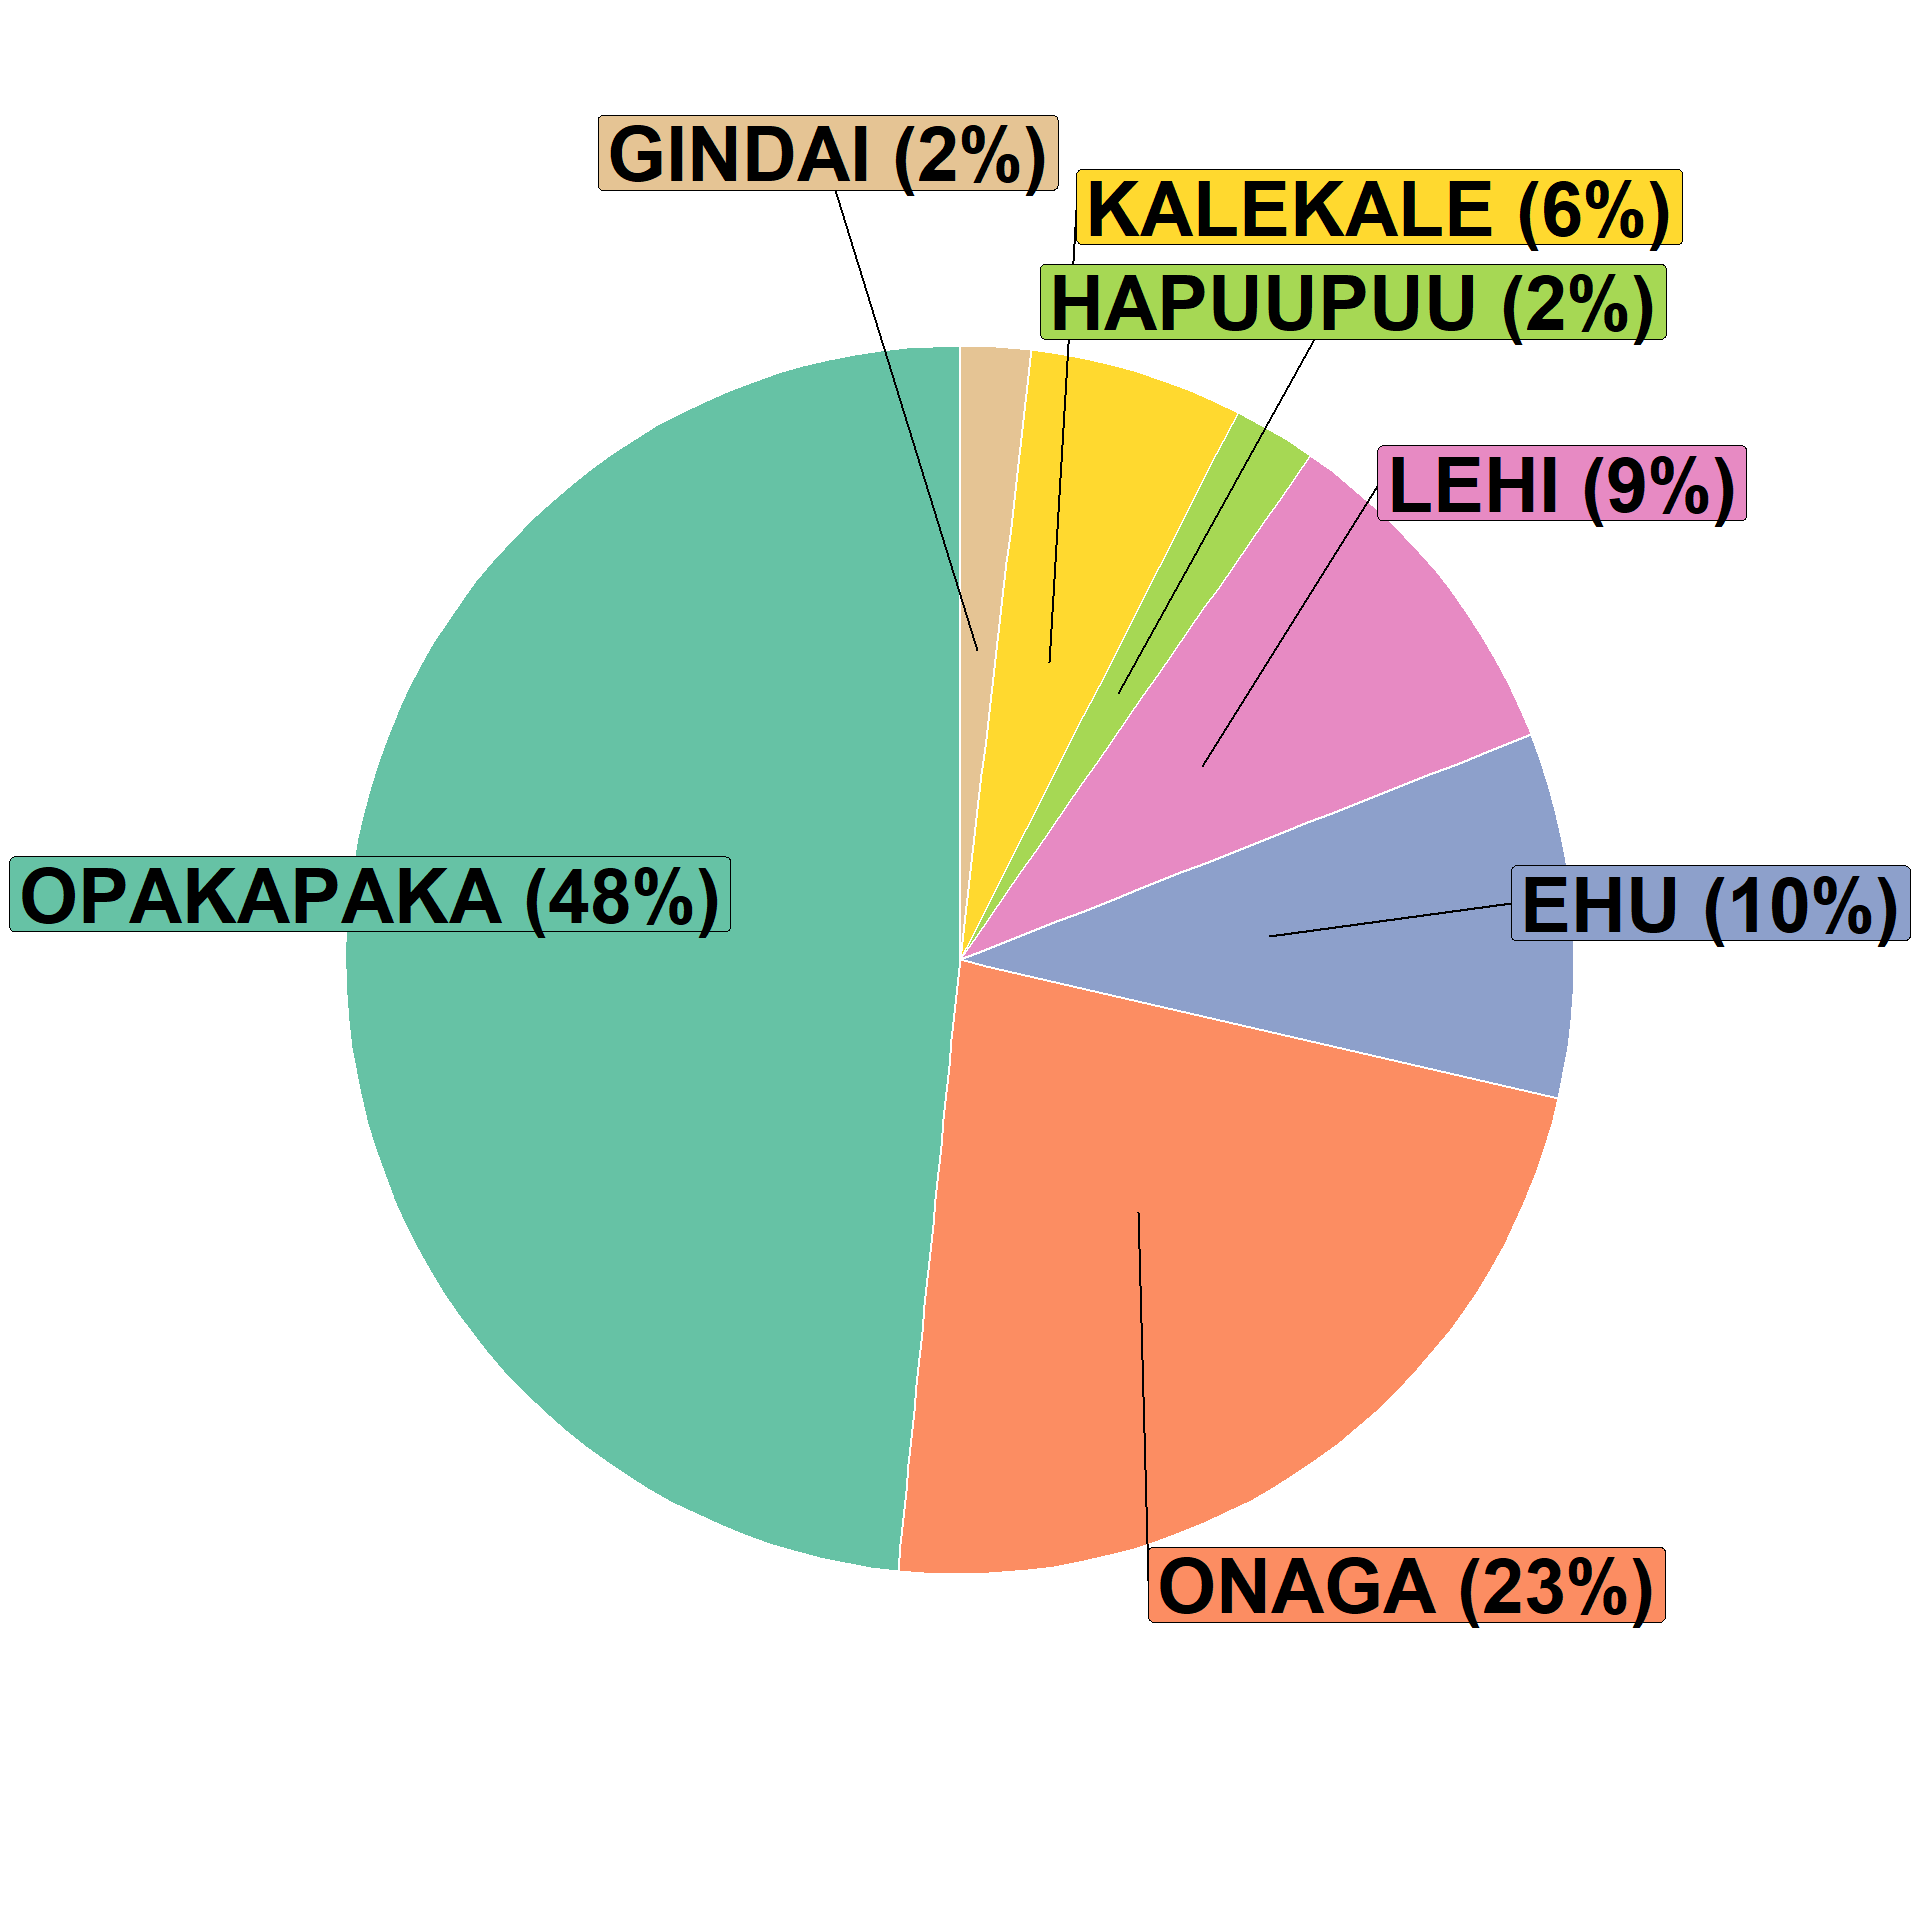 GINDAI (2%)
KALEKALE (6%)
HAPUUPUU (2%)
LEHI (9%)
OPAKAPAKA (48%)
EHU (10%)
ONAGA (23%)